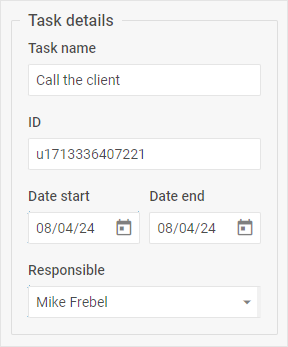 Task details
Task name
Call the client
ID
u1713336407221
Date start Date end
08/04/24 08/04/24
Responsible
Mike Frebel